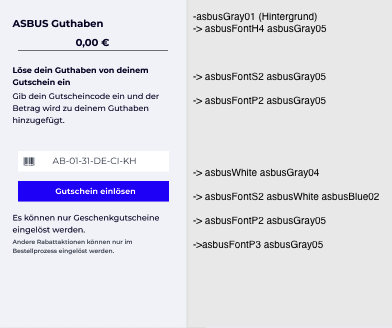 ASBUS Guthaben
0,00 €
Löse dein Guthaben von deinem
Gutschein ein
Gib dein Gutscheincode ein und der
Betrag wird zu deinem Guthaben
hinzugefügt.
AB-01-31-DE-CI-KH
Gutschein einlösen
Es können nur Geschenkgutscheine
eingelöst werden.
Andere Rabattaktionen können nur im
Bestellprozess eingelöst werden.
-asbusGray01 (Hintergrund)
-> asbusFontH4 asbusGray05
-> asbusFontS2 asbusGray05
-> asbusFontP2 asbusGray05
-> asbusWhite asbusGray04
-> asbusFontS2 asbusWhite asbusBlue02
-> asbusFontP2 asbusGray05
->asbusFontP3 asbusGray05